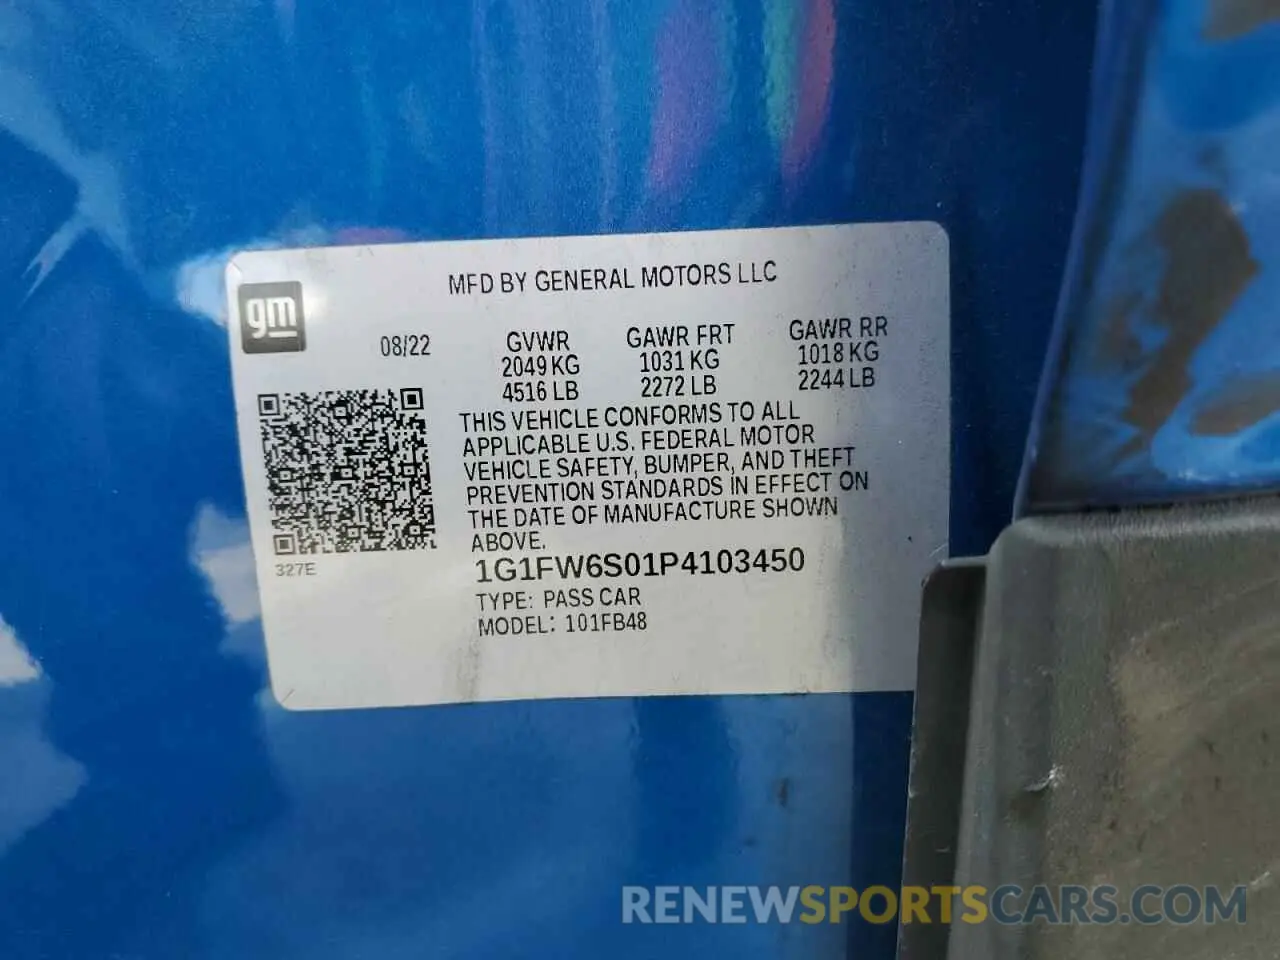 MFD BY GENERAL MOTORS LLC
gm
08/22
GVWR
2049 KG
4516 LB
GAWR FRT
1031 KG
2272 LB
GAWR RR
1018 KG
2244 LB
THIS VEHICLE CONFORMS TO ALL
APPLICABLE U.S. FEDERAL MOTOR
VEHICLE SAFETY, BUMPER, AND THEFT
PREVENTION STANDARDS IN EFFECT ON
THE DATE OF MANUFACTURE SHOWN
ABOVE.
327E
1G1FW6S01P4103450
TYPE: PASS CAR
MODEL: 101FB48
RENEWSPORTSCARS.COM